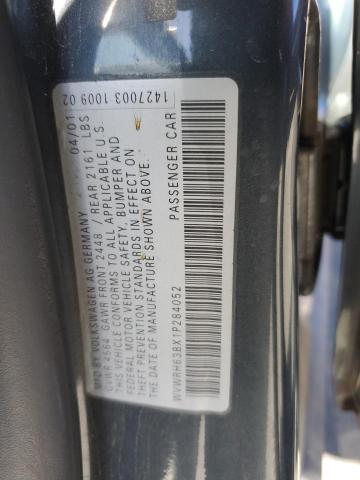 MFD BY VOLKSWAGEN AG GERMANY 04/01
GVWR 4564 GAWR FRONT 2448 / REAR 2161 LBS
THIS VEHICLE CONFORMS TO ALL APPLICABLE U.S.
FEDERAL MOTOR VEHICLE SAFETY, BUMPER AND
THEFT PREVENTION STANDARDS IN EFFECT ON
DATE OF MANUFACTURE SHOWN ABOVE.
WVWRH63BX1P284052 PASSENGER CAR
1427003 1009 02